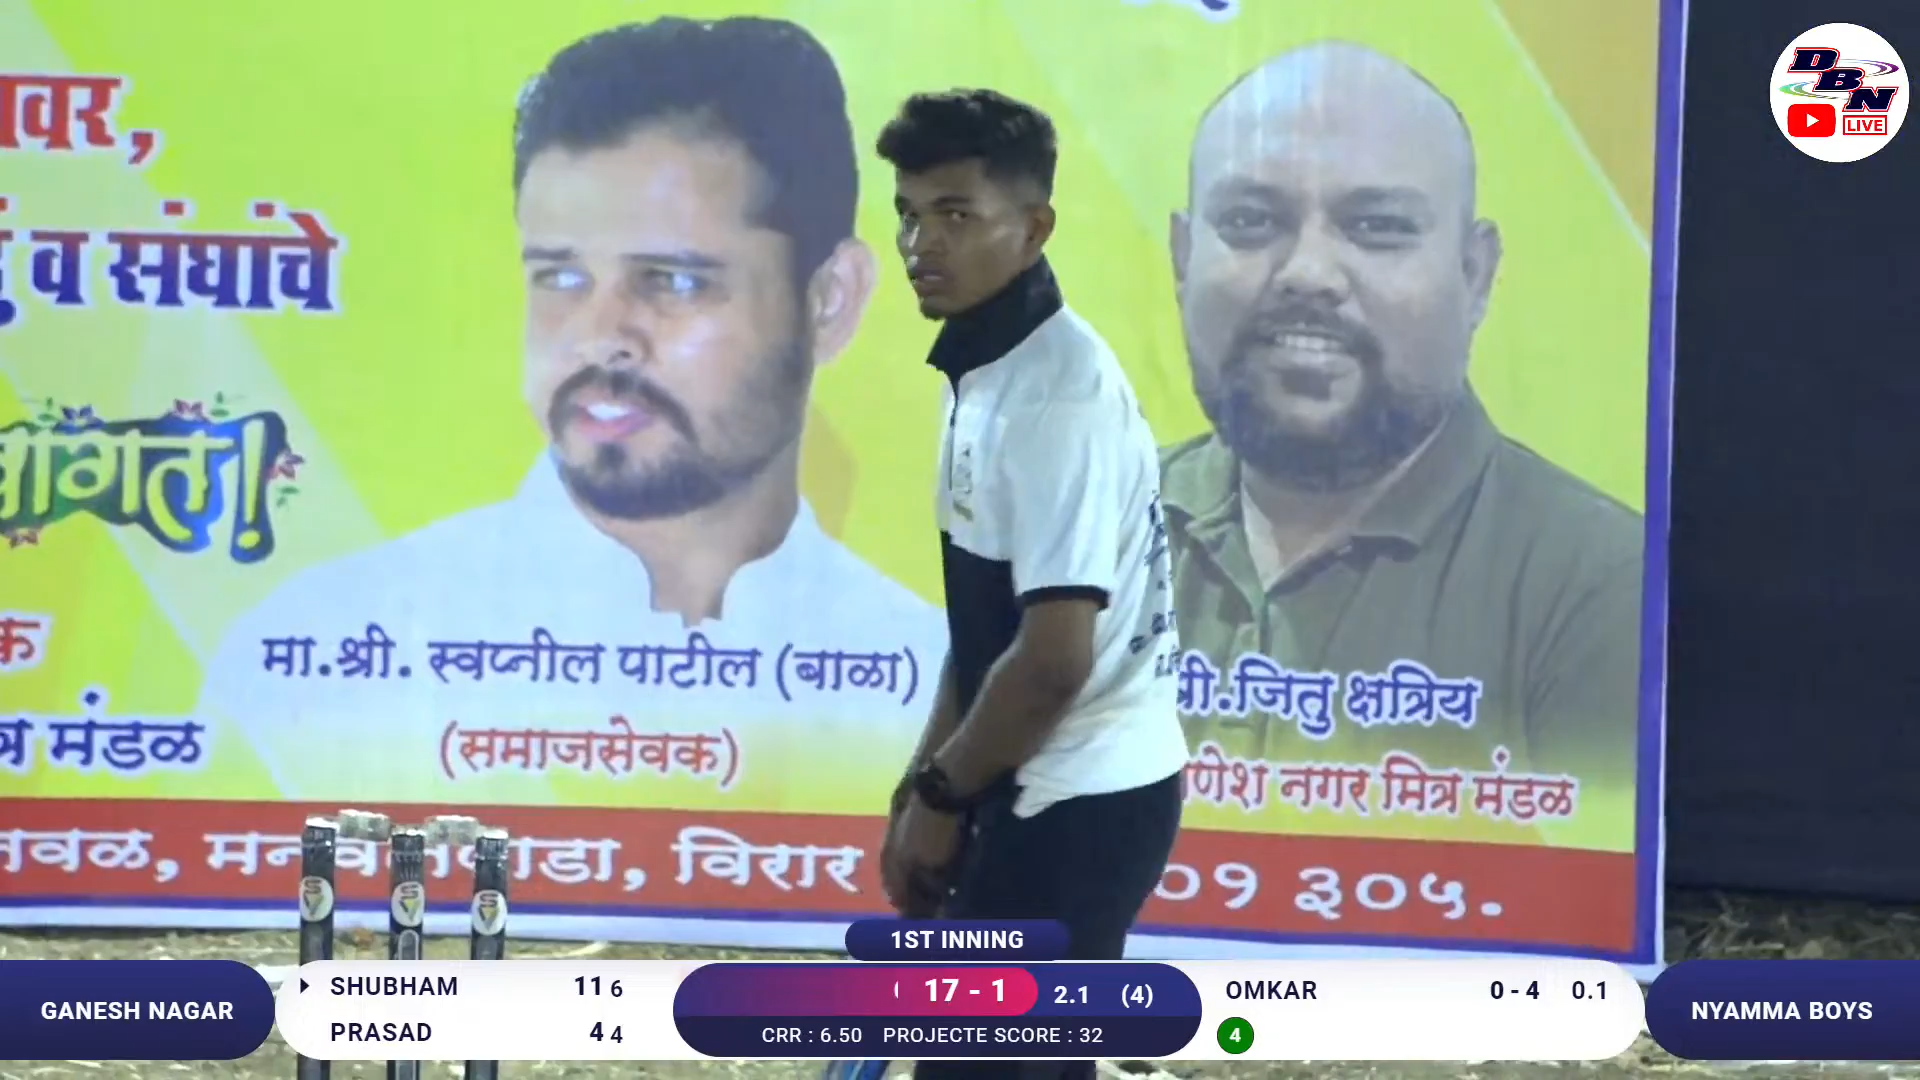 व संघांचे
मा.श्री. स्वप्नील पाटील (बाळा)
(समाजसेवक)
मंडळ
जितु क्षत्रिय
नगर मित्र मंडळ
विरार
३०५.
DBN
LIVE
1ST INNING
GANESH NAGAR
SHUBHAM 11 6
PRASAD 4 4
17 - 1 2.1 (4)
CRR : 6.50 PROJECTE SCORE : 32
OMKAR 0 - 4 0.1
4
NYAMMA BOYS